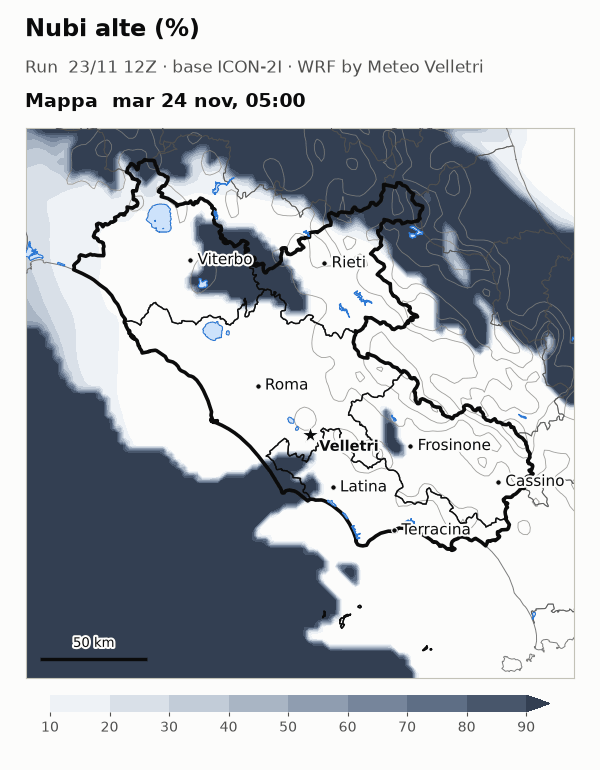 Nubi alte (%)
Run  23/11 12Z · base ICON-2I · WRF by Meteo Velletri
Mappa  mar 24 nov, 05:00
Viterbo
Rieti
Roma
Velletri
Frosinone
Cassino
Latina
Terracina
50 km
10 20 30 40 50 60 70 80 90